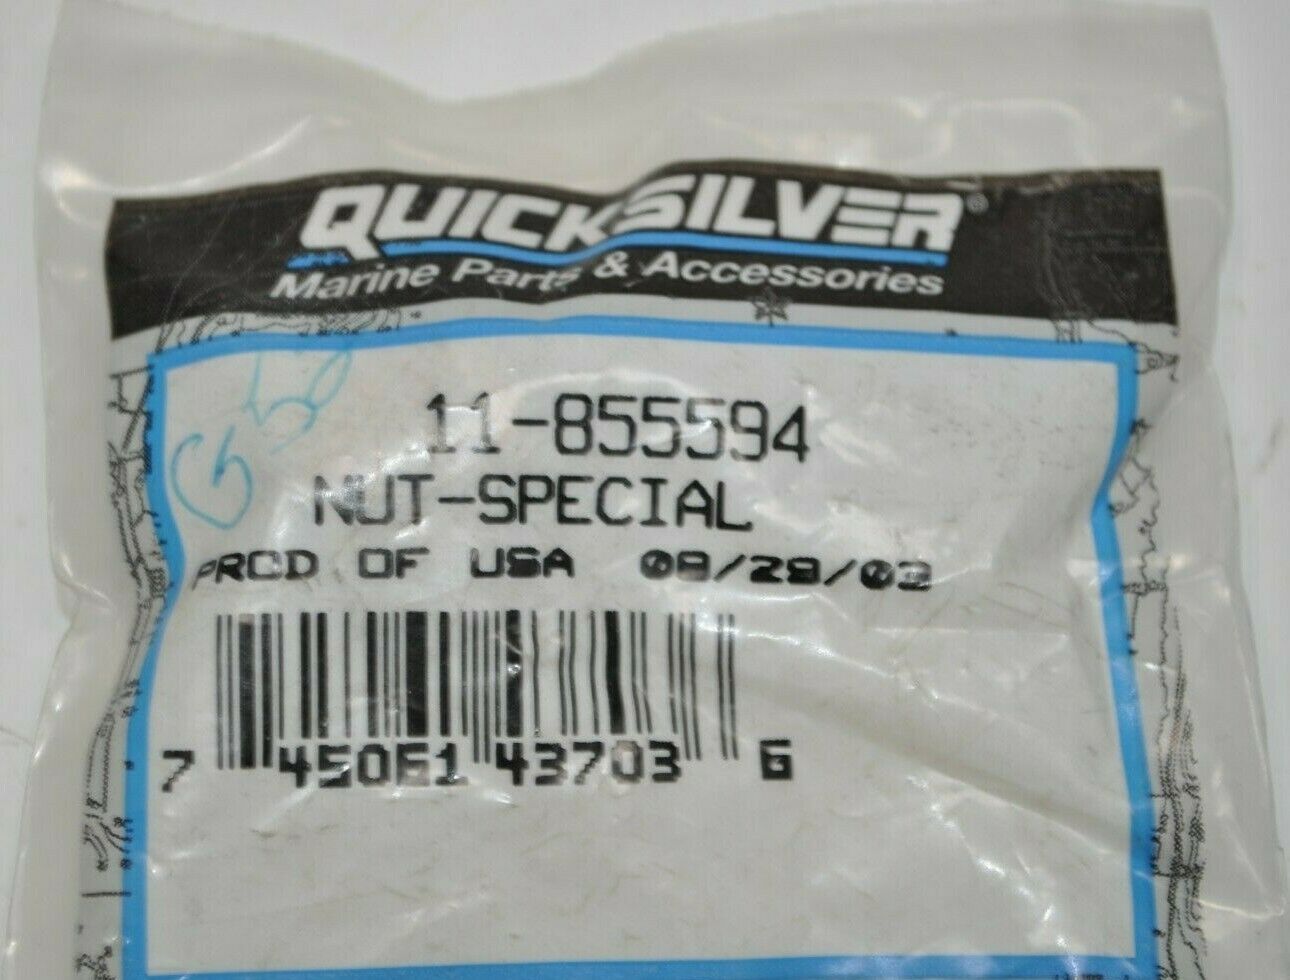 QUICKSILVER®
Marine Parts & Accessories
11-855594
NUT-SPECIAL
PROD OF USA 08/28/03
7 45061 43703 6